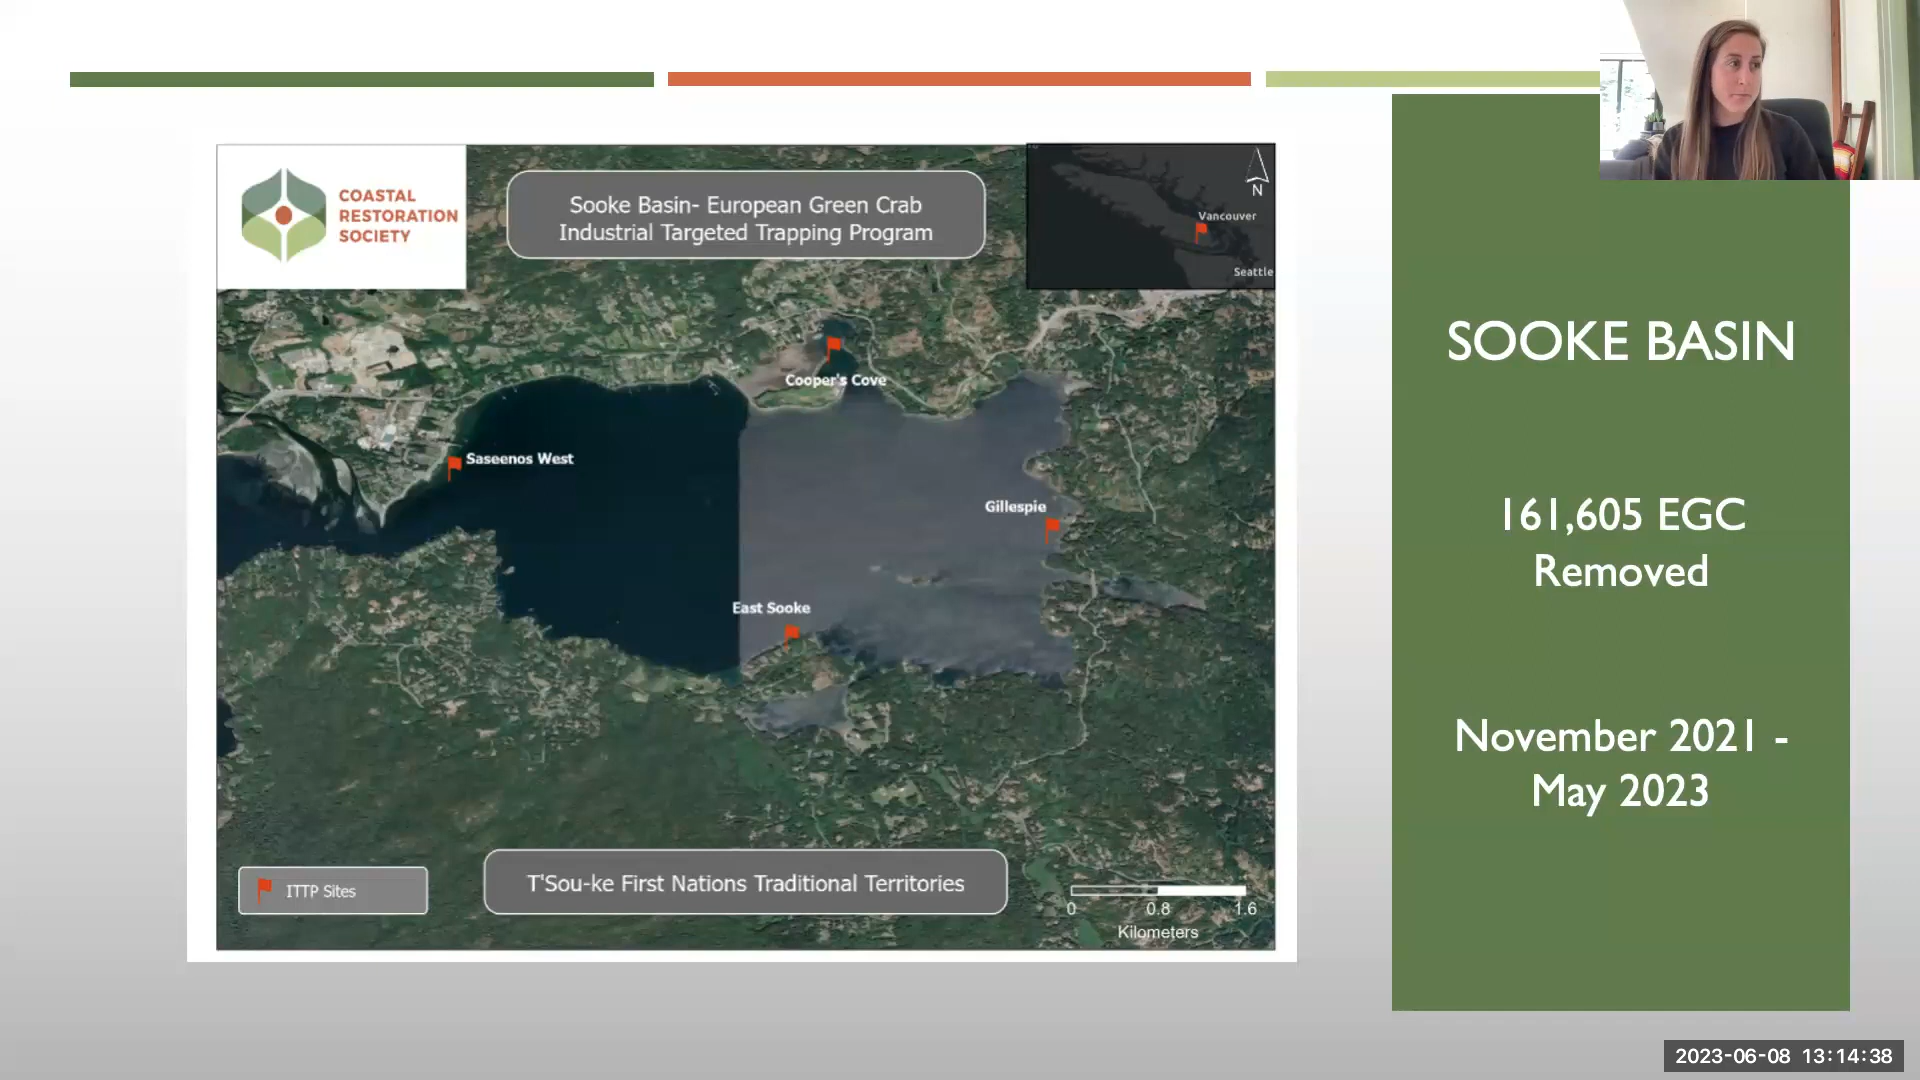 COASTAL
RESTORATION
SOCIETY
Sooke Basin- European Green Crab
Industrial Targeted Trapping Program
N
Vancouver
Seattle
Cooper's Cove
Saseenos West
Gillespie
East Sooke
ITTP Sites
T'Sou-ke First Nations Traditional Territories
0 0.8 1.6
Kilometers
SOOKE BASIN
161,605 EGC
Removed
November 2021 -
May 2023
2023-06-08 13:14:38